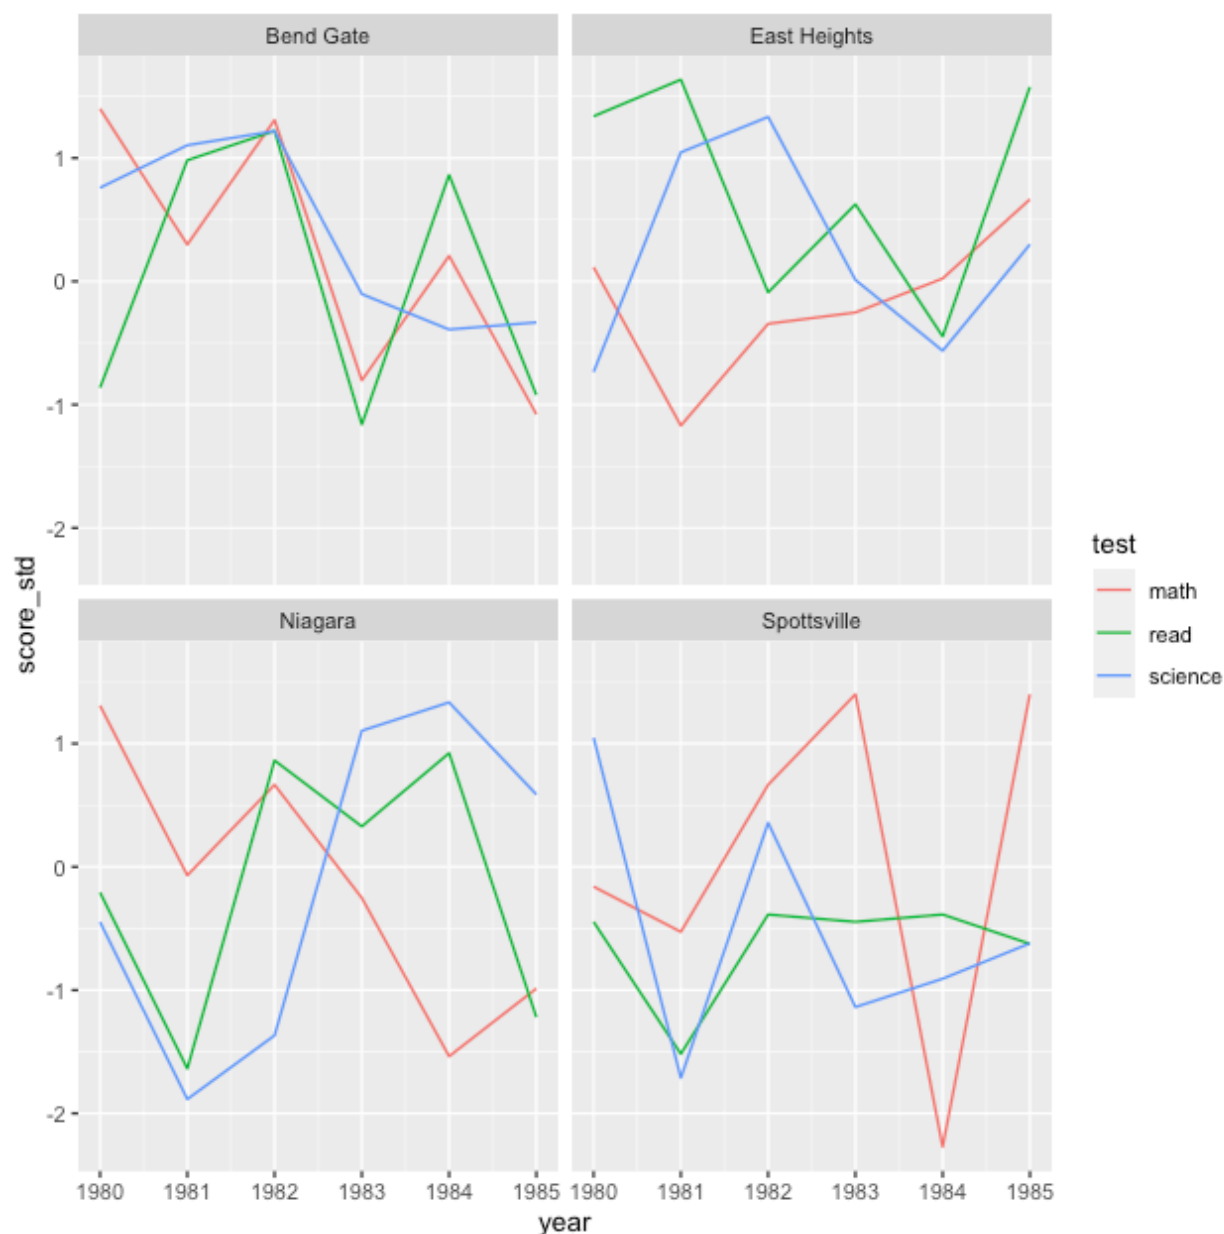 Bend Gate
East Heights
1
0
-1
-2
Niagara
Spottsville
1
0
-1
-2
1980 1981 1982 1983 1984 1985
1980 1981 1982 1983 1984 1985
year
score_std
test
math
read
science